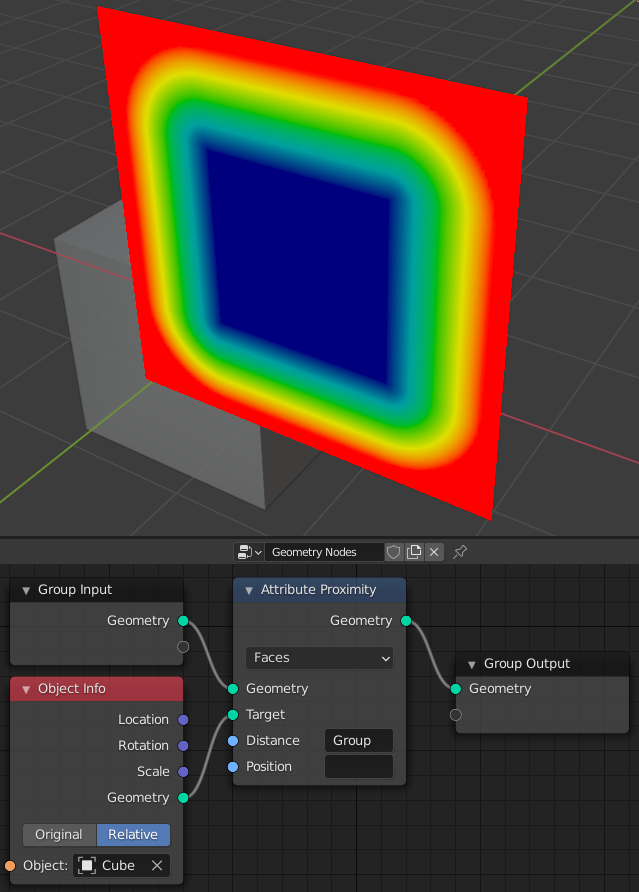 Geometry Nodes
Group Input
Geometry
Object Info
Location
Rotation
Scale
Geometry
Original Relative
Object: Cube
Attribute Proximity
Geometry
Faces
Geometry
Target
Distance Group
Position
Group Output
Geometry